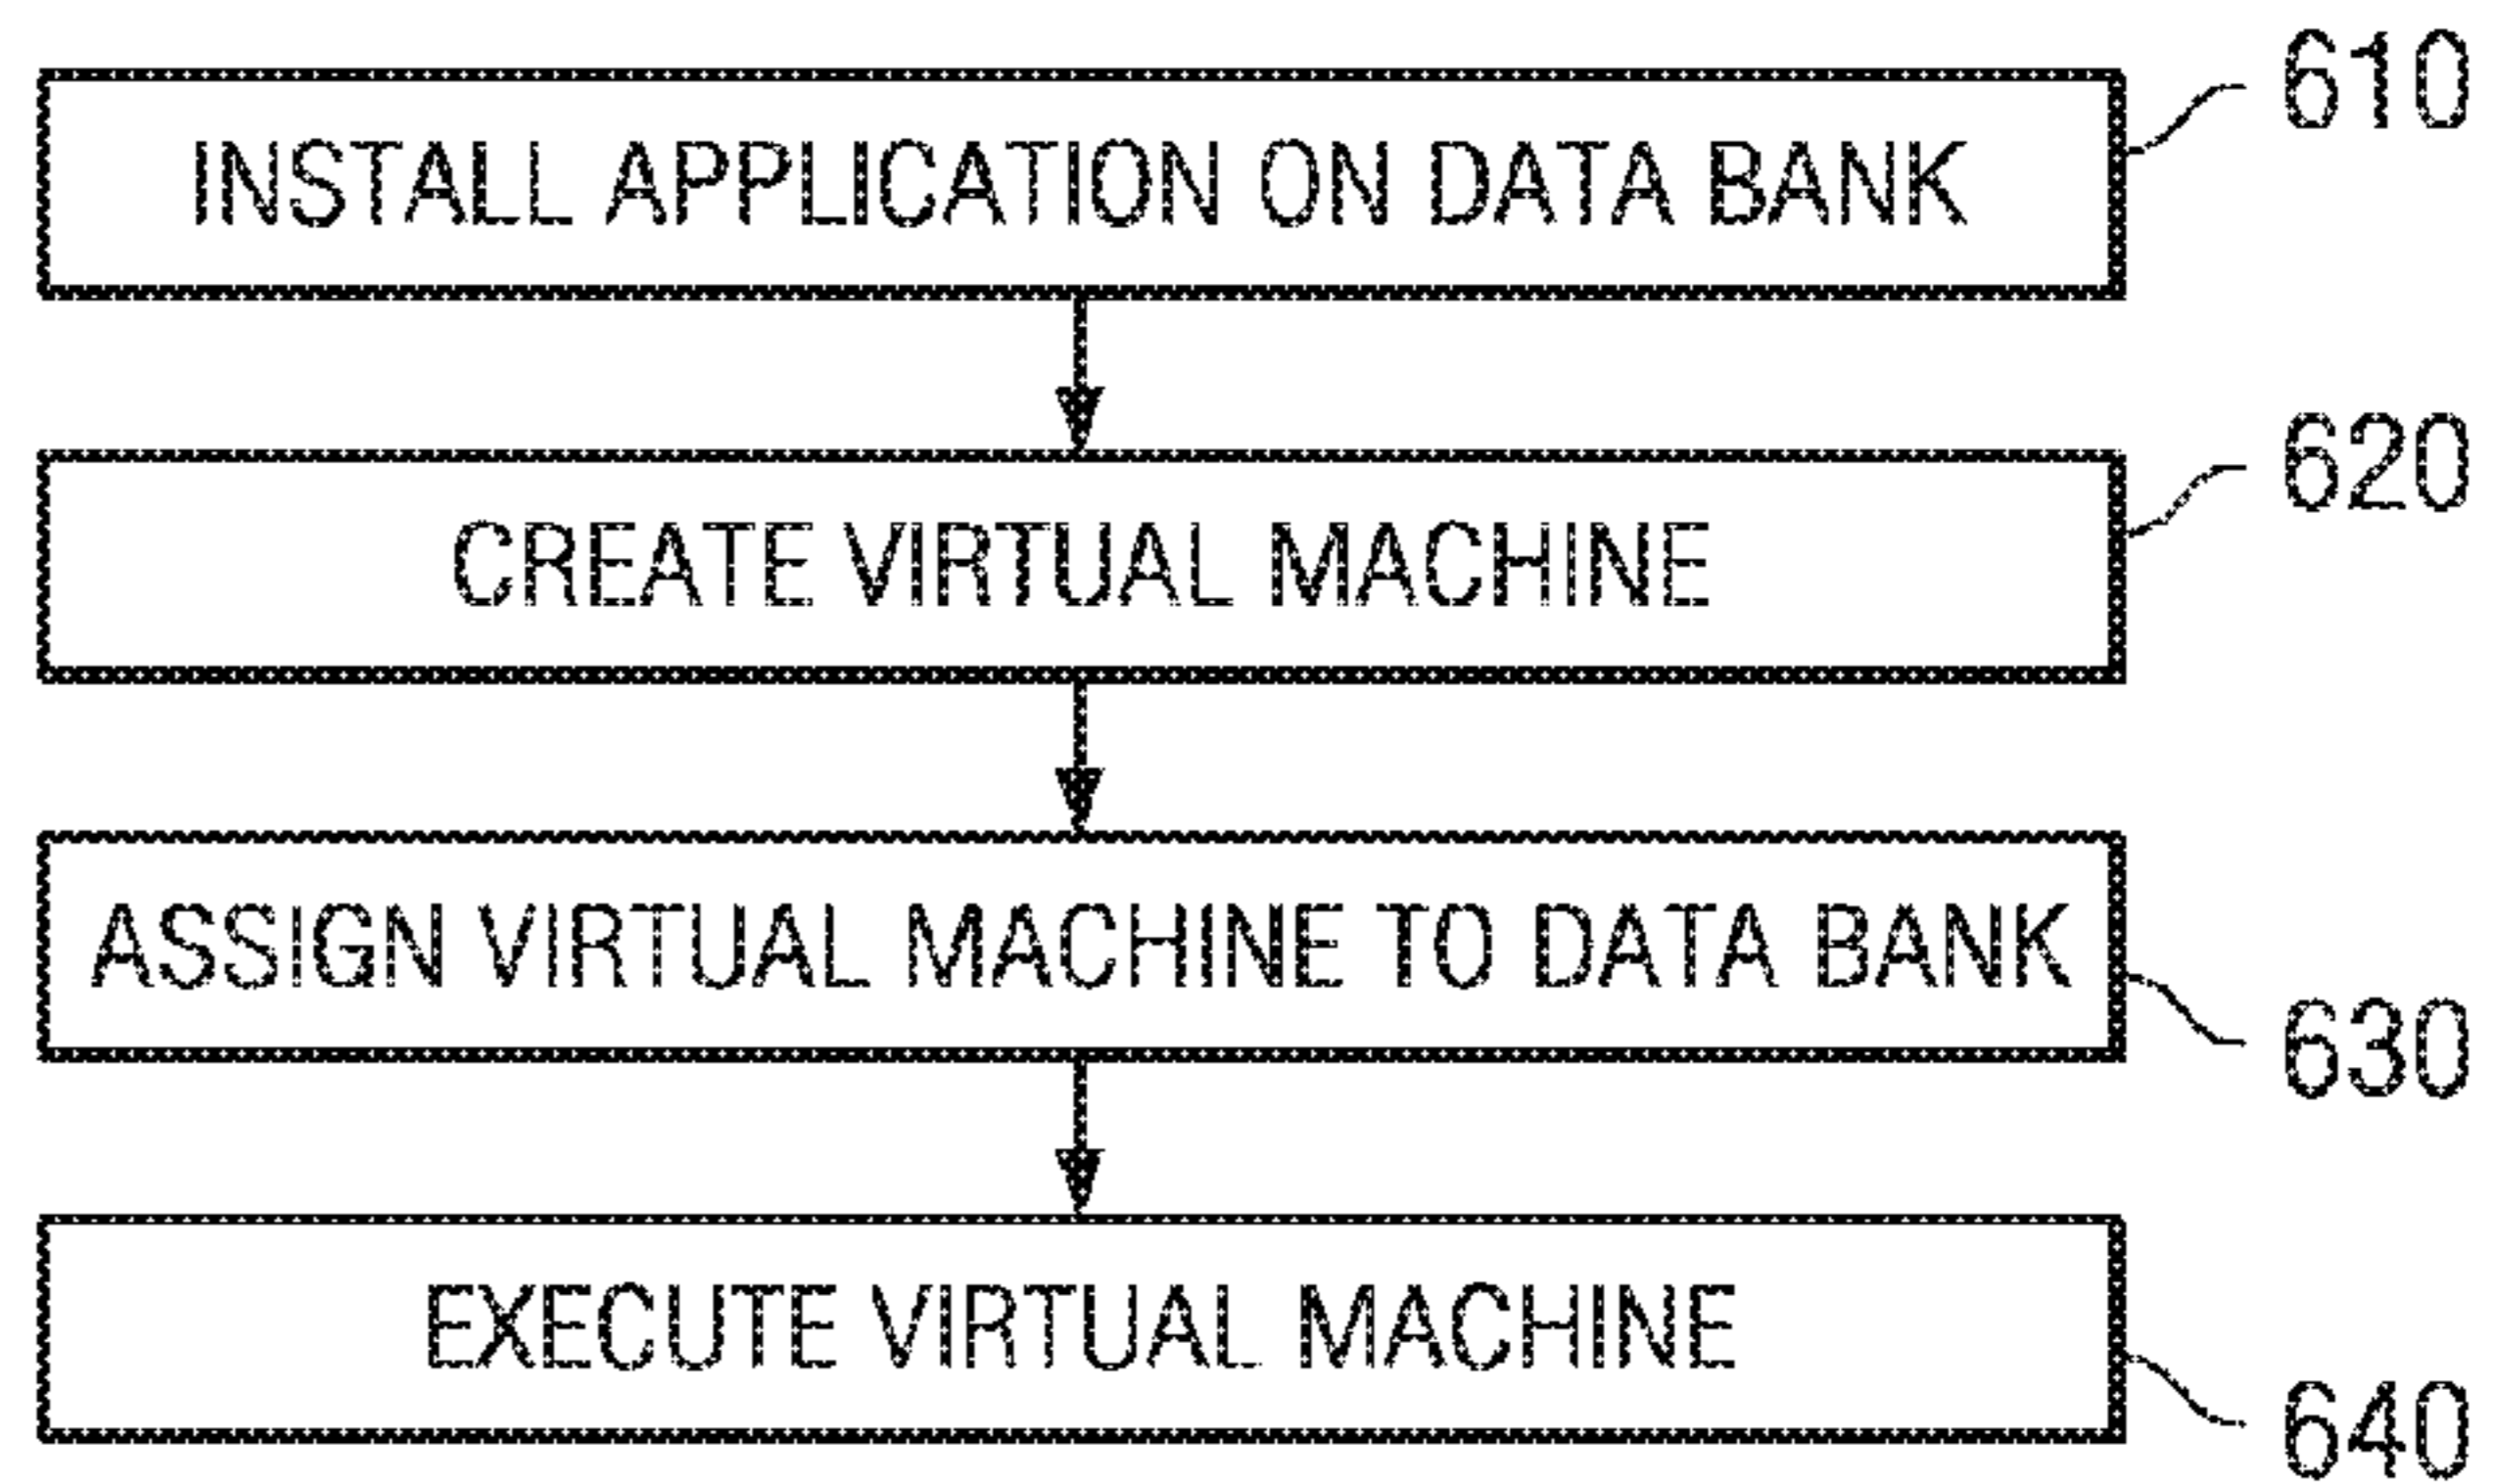 610
INSTALL APPLICATION ON DATA BANK
620
CREATE VIRTUAL MACHINE
ASSIGN VIRTUAL MACHINE TO DATA BANK
630
EXECUTE VIRTUAL MACHINE
640